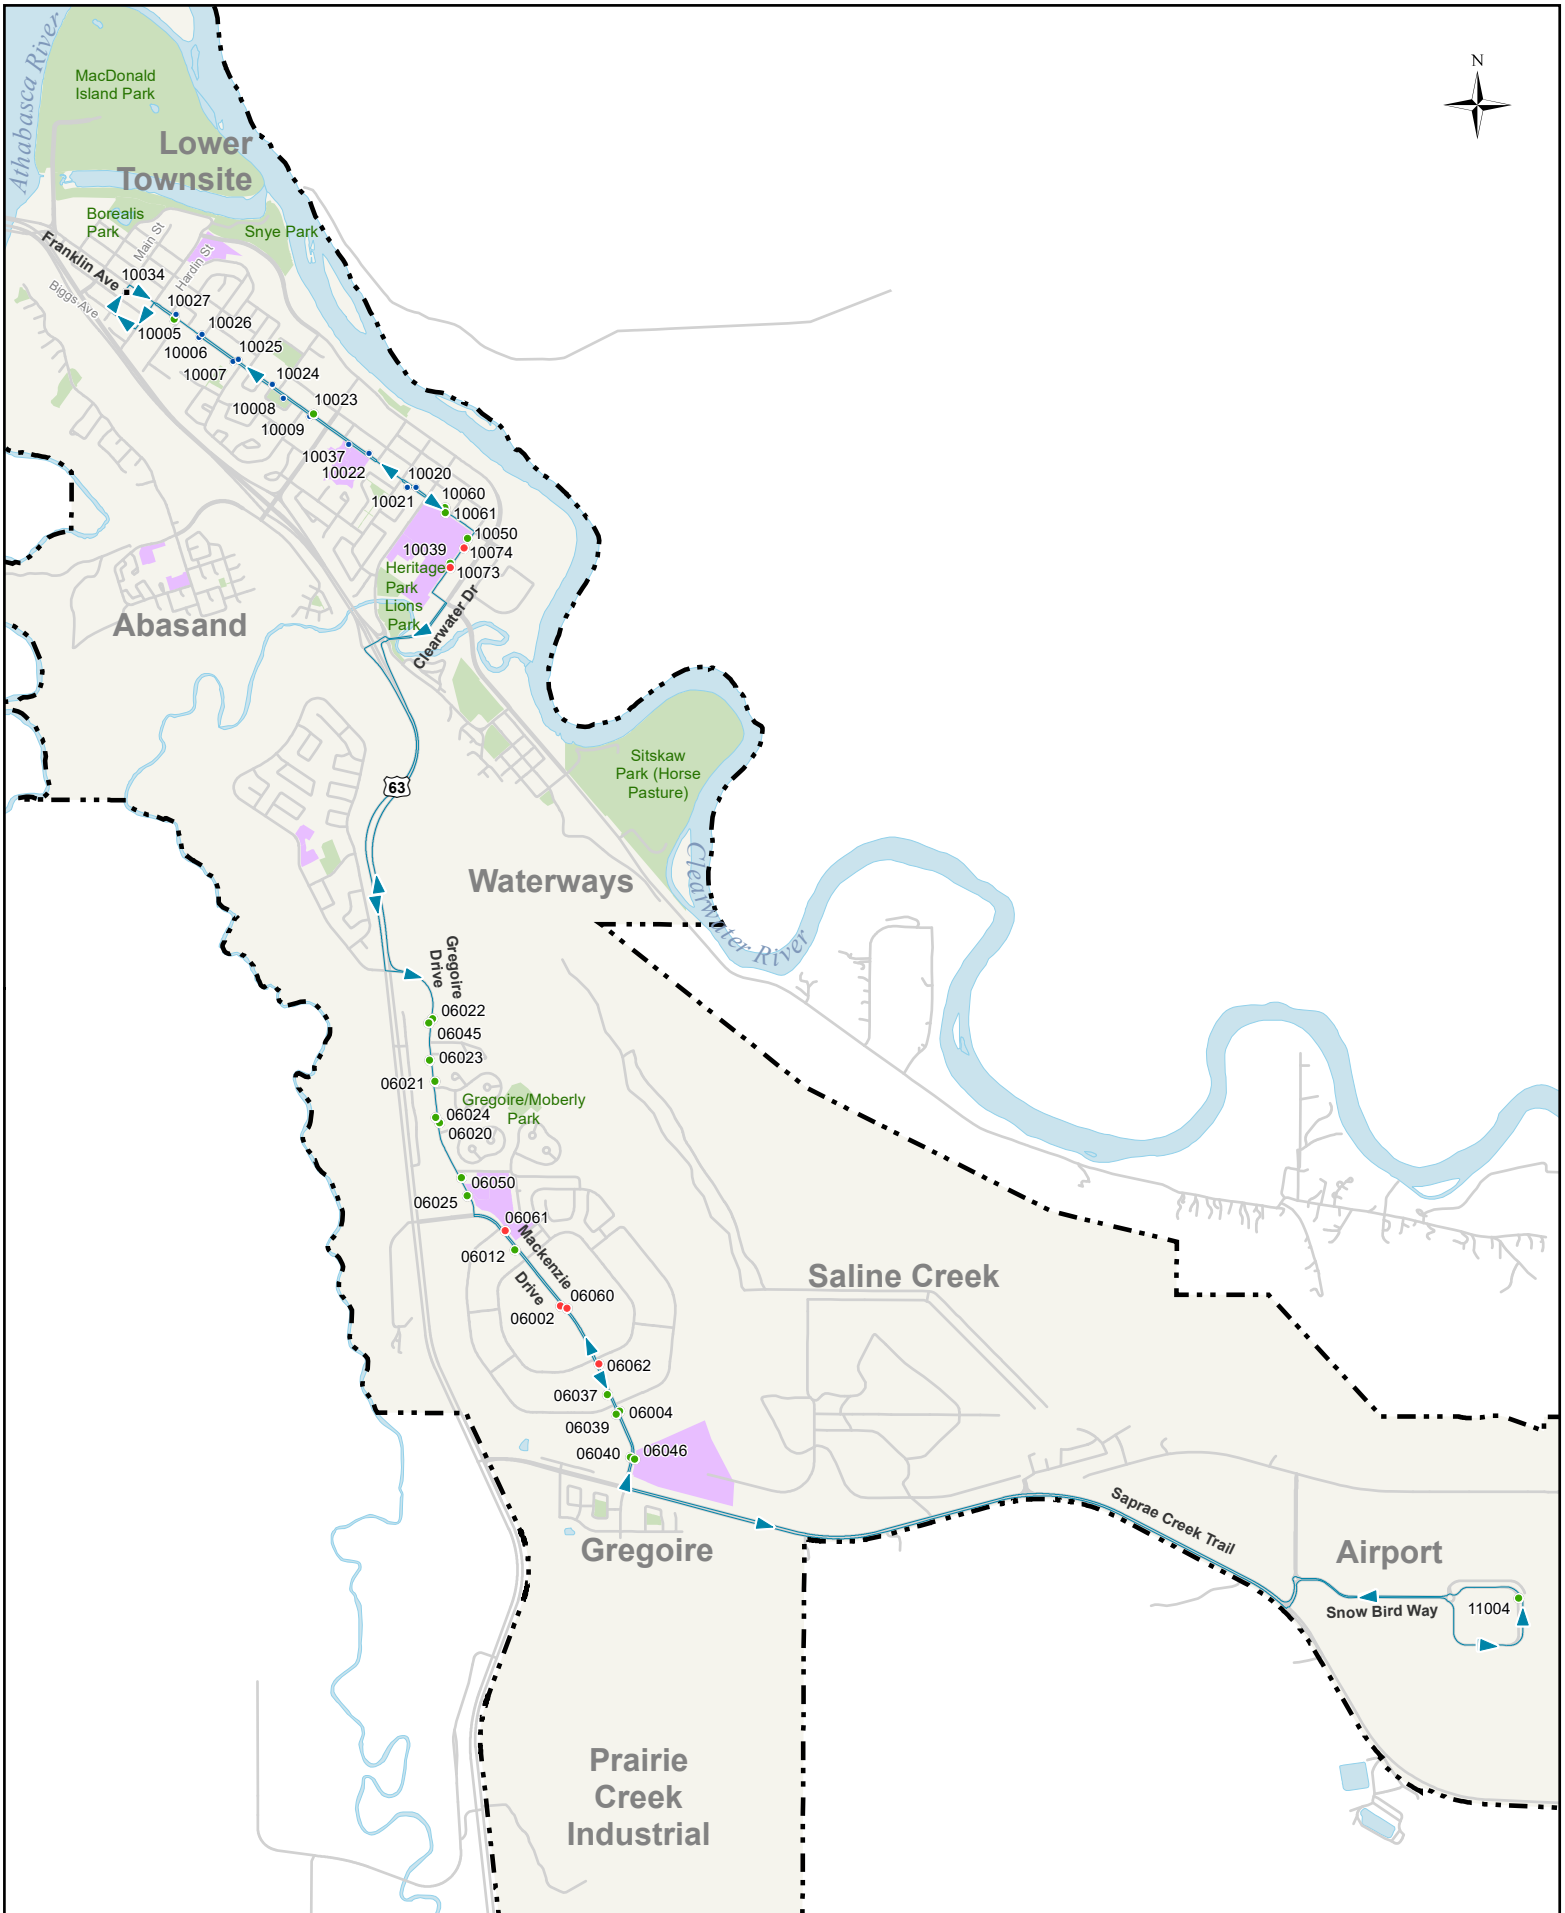 N
Athabasca River
MacDonald
Island Park
Lower
Townsite
Borealis
Park
Main St
Snye Park
Hardin St
Franklin Ave
Biggs Ave
10034
10027
10005
10026
10006
10025
10007
10024
10008
10023
10009
10037
10022
10020
10021
10060
10061
10050
10039
10074
10073
Heritage
Park
Lions
Park
Clearwater Dr
Abasand
63
Sitskaw
Park (Horse
Pasture)
Waterways
Clearwater River
Gregoire
Drive
06022
06045
06023
06021
06024
06020
Gregoire/Moberly
Park
06050
06025
06061
06012
Mackenzie
Drive
06060
06002
06062
06037
06004
06039
06040
06046
Saline Creek
Gregoire
Saprae Creek Trail
Airport
Snow Bird Way
11004
Prairie
Creek
Industrial